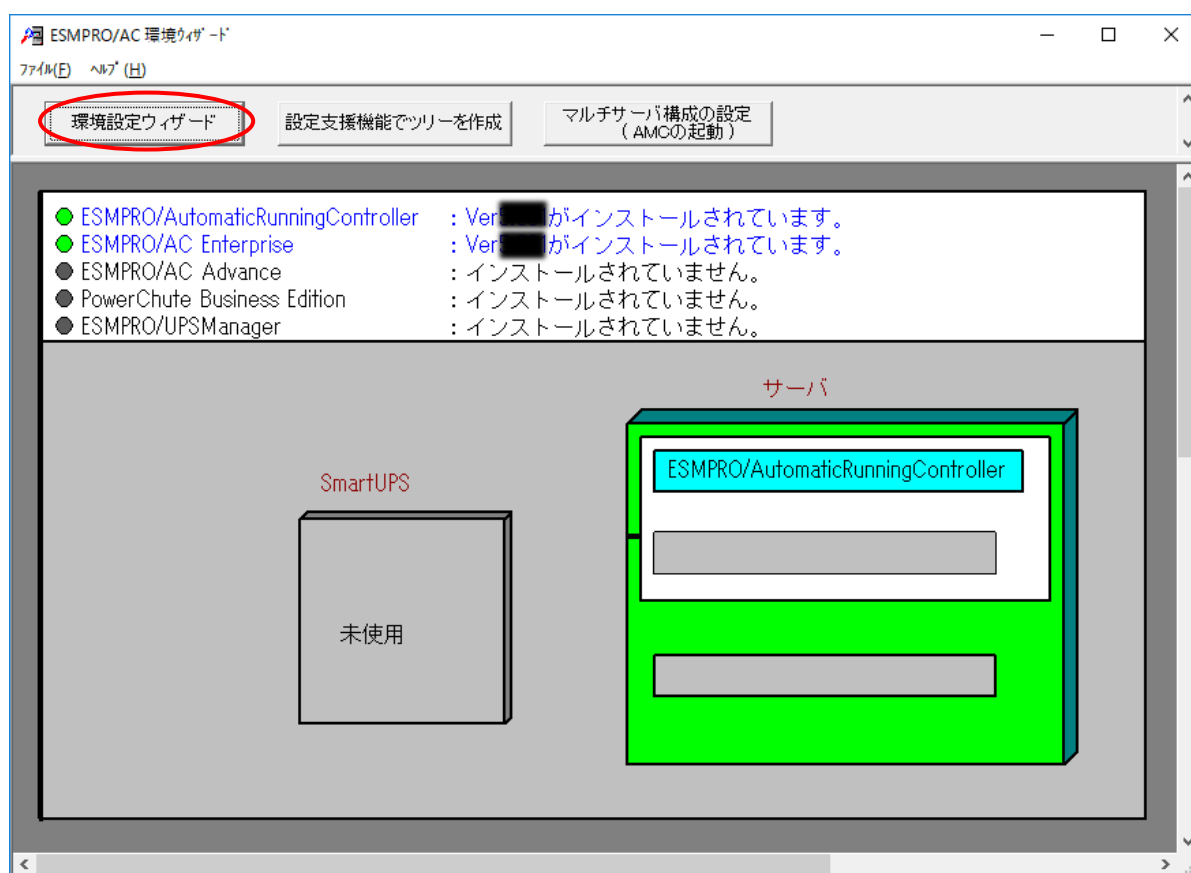 ESMPRO/AC 環境ｳｨｻﾞｰﾄﾞ
ﾌｧｲﾙ(F) ﾍﾙﾌﾟ(H)
環境設定ウィザード 設定支援機能でツリーを作成 マルチサーバ構成の設定
（AMCの起動）
ESMPRO/AutomaticRunningController : Ver がインストールされています。
ESMPRO/AC Enterprise : Ver がインストールされています。
ESMPRO/AC Advance : インストールされていません。
PowerChute Business Edition : インストールされていません。
ESMPRO/UPSManager : インストールされていません。
サーバ
ESMPRO/AutomaticRunningController
SmartUPS
未使用